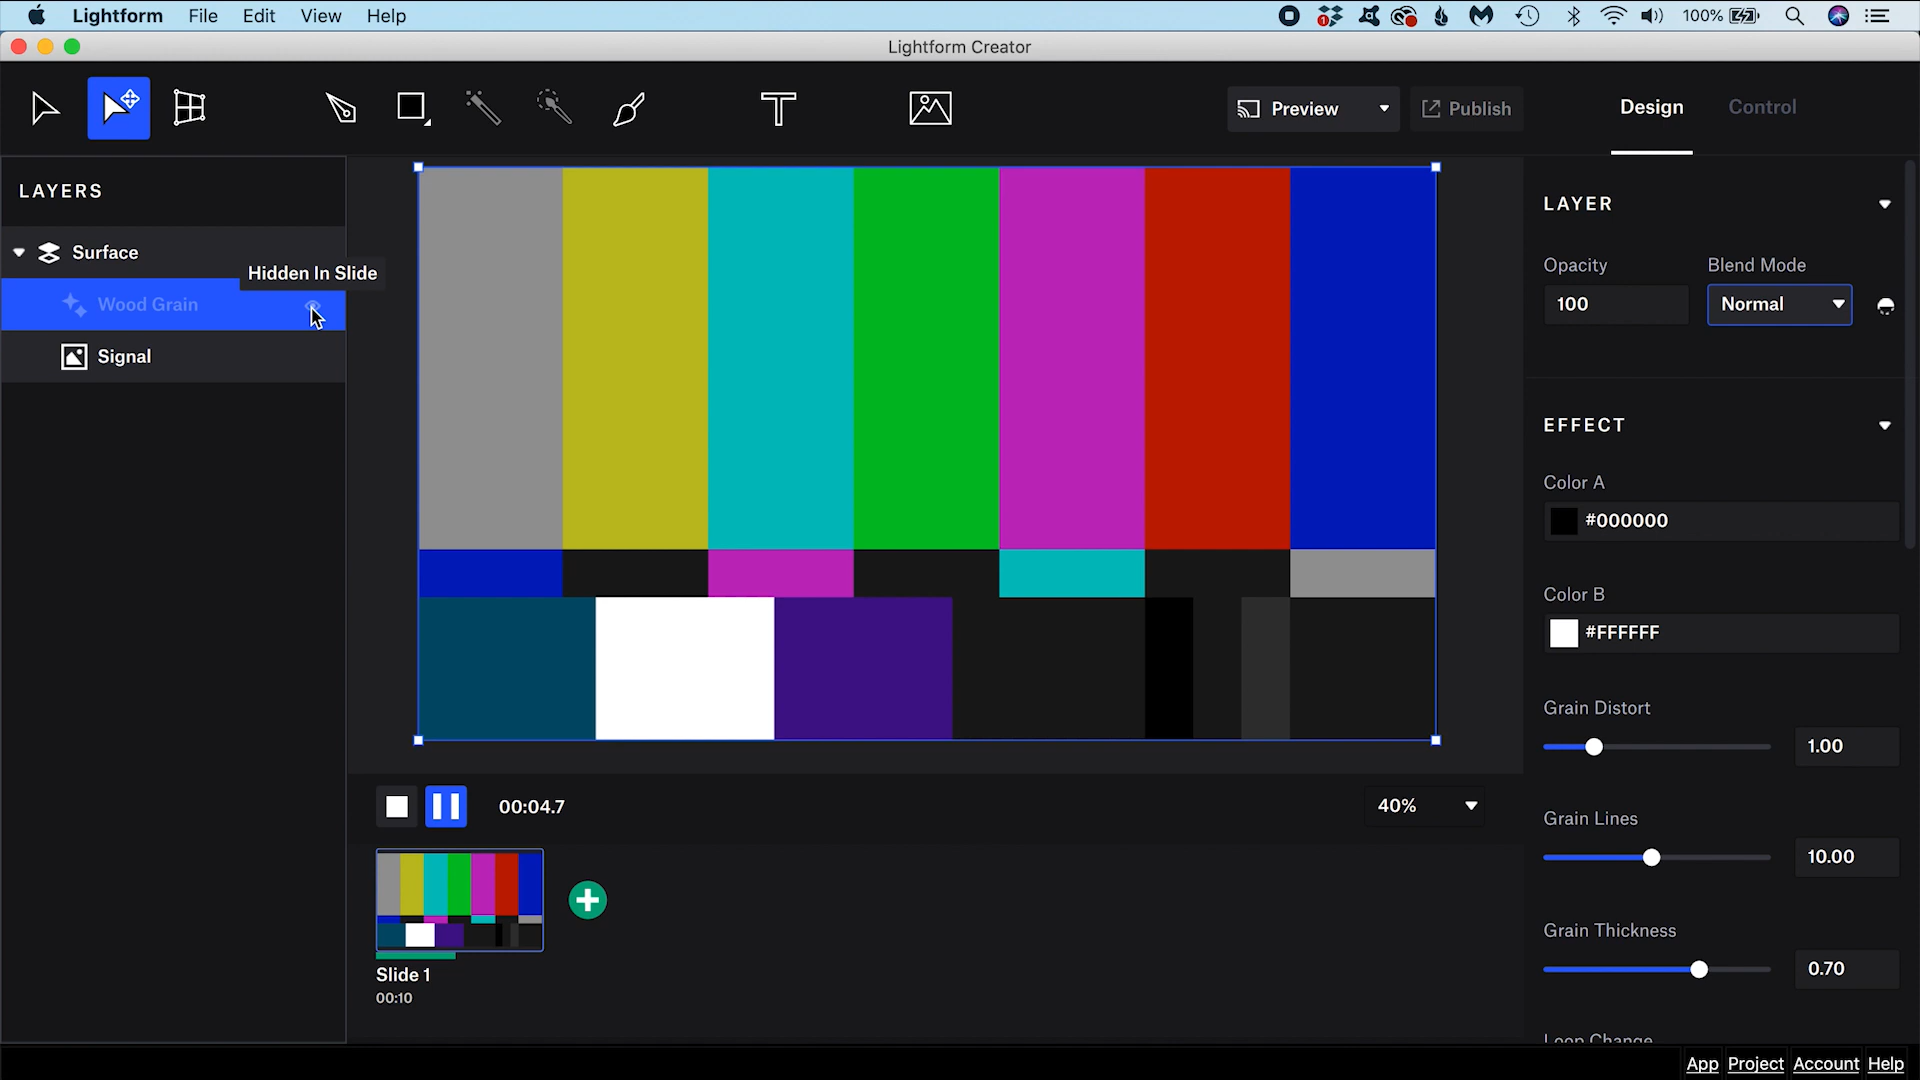 Lightform File Edit View Help
100%
Lightform Creator
Preview
Publish
Design
Control
LAYERS
Surface
Hidden In Slide
Wood Grain
Signal
LAYER
Opacity
Blend Mode
100
Normal
EFFECT
Color A
#000000
Color B
#FFFFFF
Grain Distort
1.00
Grain Lines
10.00
Grain Thickness
0.70
Loop Change
00:04.7
40%
Slide 1
00:10
App Project Account Help